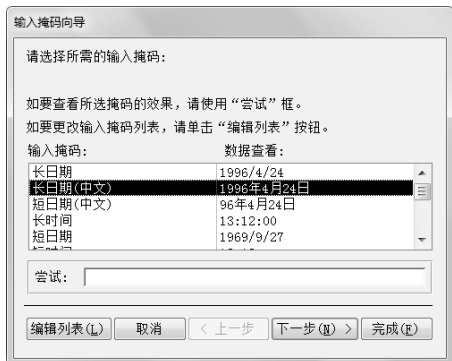 输入掩码向导
请选择所需的输入掩码:
如要查看所选掩码的效果，请使用“尝试”框。
如要更改输入掩码列表，请单击“编辑列表”按钮。
输入掩码: 数据查看:
长日期 1996/4/24
长日期(中文) 1996年4月24日
短日期(中文) 96年4月24日
长时间 13:12:00
短日期 1969/9/27
尝试:
编辑列表(L) 取消 < 上一步 下一步(N) > 完成(F)